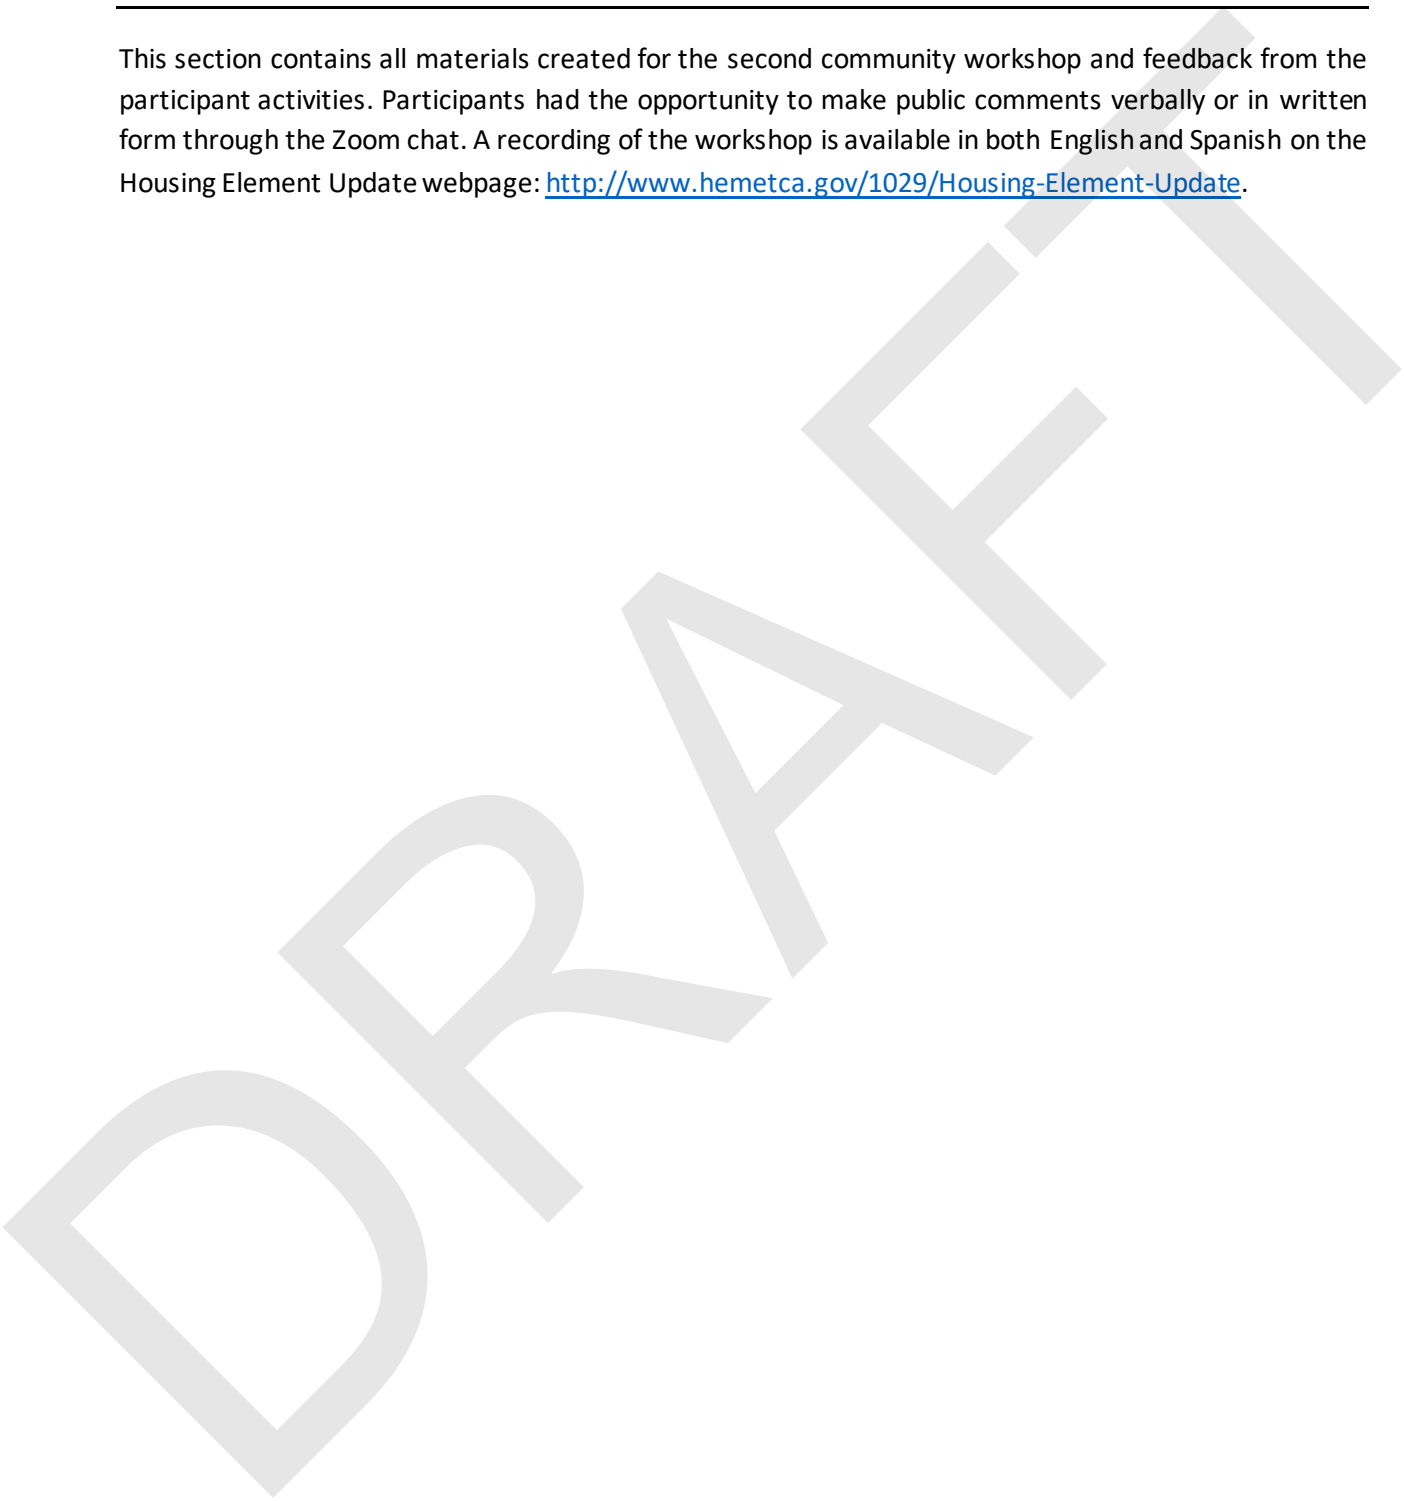 This section contains all materials created for the second community workshop and feedback from the
participant activities. Participants had the opportunity to make public comments verbally or in written
form through the Zoom chat. A recording of the workshop is available in both English and Spanish on the
Housing Element Update webpage: http://www.hemetca.gov/1029/Housing-Element-Update.
DRAFT